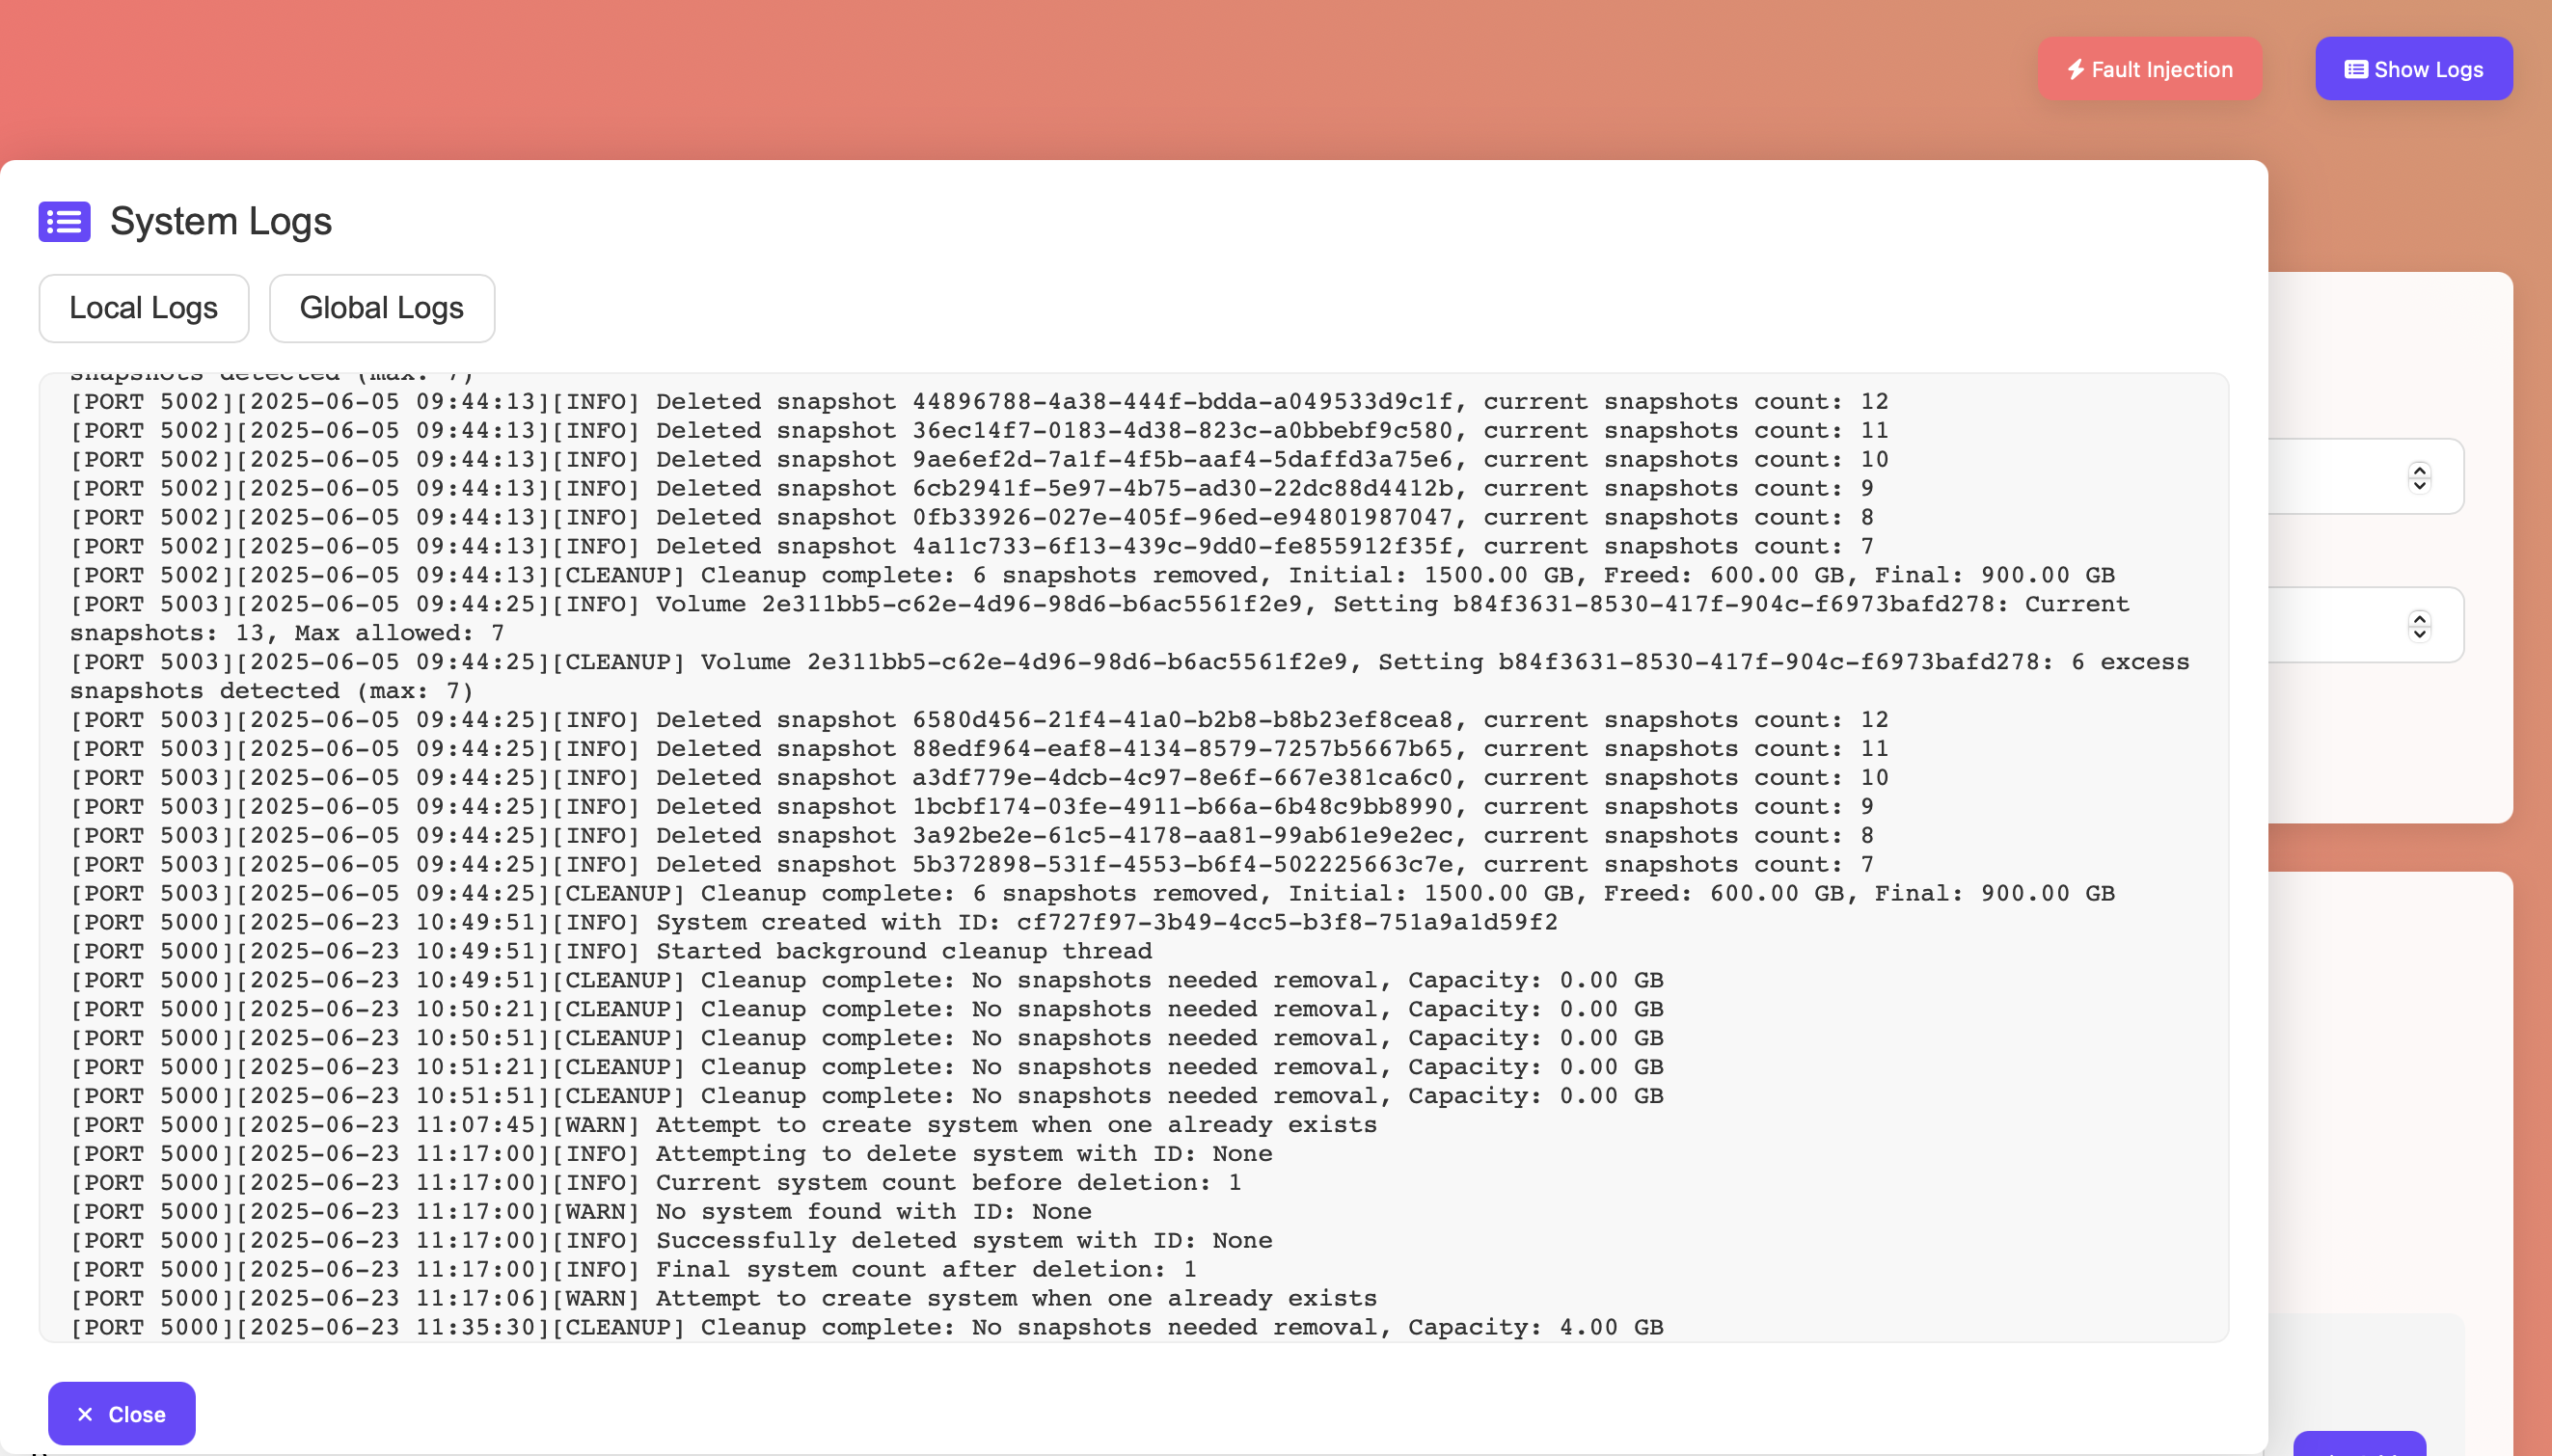 Fault Injection
Show Logs
System Logs
Local Logs
Global Logs
snapshots detected (max: 7)
[PORT 5002][2025-06-05 09:44:13][INFO] Deleted snapshot 44896788-4a38-444f-bdda-a049533d9c1f, current snapshots count: 12
[PORT 5002][2025-06-05 09:44:13][INFO] Deleted snapshot 36ec14f7-0183-4d38-823c-a0bbebf9c580, current snapshots count: 11
[PORT 5002][2025-06-05 09:44:13][INFO] Deleted snapshot 9ae6ef2d-7a1f-4f5b-aaf4-5daffd3a75e6, current snapshots count: 10
[PORT 5002][2025-06-05 09:44:13][INFO] Deleted snapshot 6cb2941f-5e97-4b75-ad30-22dc88d4412b, current snapshots count: 9
[PORT 5002][2025-06-05 09:44:13][INFO] Deleted snapshot 0fb33926-027e-405f-96ed-e94801987047, current snapshots count: 8
[PORT 5002][2025-06-05 09:44:13][INFO] Deleted snapshot 4a11c733-6f13-439c-9dd0-fe855912f35f, current snapshots count: 7
[PORT 5002][2025-06-05 09:44:13][CLEANUP] Cleanup complete: 6 snapshots removed, Initial: 1500.00 GB, Freed: 600.00 GB, Final: 900.00 GB
[PORT 5003][2025-06-05 09:44:25][INFO] Volume 2e311bb5-c62e-4d96-98d6-b6ac5561f2e9, Setting b84f3631-8530-417f-904c-f6973bafd278: Current
snapshots: 13, Max allowed: 7
[PORT 5003][2025-06-05 09:44:25][CLEANUP] Volume 2e311bb5-c62e-4d96-98d6-b6ac5561f2e9, Setting b84f3631-8530-417f-904c-f6973bafd278: 6 excess
snapshots detected (max: 7)
[PORT 5003][2025-06-05 09:44:25][INFO] Deleted snapshot 6580d456-21f4-41a0-b2b8-b8b23ef8cea8, current snapshots count: 12
[PORT 5003][2025-06-05 09:44:25][INFO] Deleted snapshot 88edf964-eaf8-4134-8579-7257b5667b65, current snapshots count: 11
[PORT 5003][2025-06-05 09:44:25][INFO] Deleted snapshot a3df779e-4dcb-4c97-8e6f-667e381ca6c0, current snapshots count: 10
[PORT 5003][2025-06-05 09:44:25][INFO] Deleted snapshot 1bcbf174-03fe-4911-b66a-6b48c9bb8990, current snapshots count: 9
[PORT 5003][2025-06-05 09:44:25][INFO] Deleted snapshot 3a92be2e-61c5-4178-aa81-99ab61e9e2ec, current snapshots count: 8
[PORT 5003][2025-06-05 09:44:25][INFO] Deleted snapshot 5b372898-531f-4553-b6f4-502225663c7e, current snapshots count: 7
[PORT 5003][2025-06-05 09:44:25][CLEANUP] Cleanup complete: 6 snapshots removed, Initial: 1500.00 GB, Freed: 600.00 GB, Final: 900.00 GB
[PORT 5000][2025-06-23 10:49:51][INFO] System created with ID: cf727f97-3b49-4cc5-b3f8-751a9a1d59f2
[PORT 5000][2025-06-23 10:49:51][INFO] Started background cleanup thread
[PORT 5000][2025-06-23 10:49:51][CLEANUP] Cleanup complete: No snapshots needed removal, Capacity: 0.00 GB
[PORT 5000][2025-06-23 10:50:21][CLEANUP] Cleanup complete: No snapshots needed removal, Capacity: 0.00 GB
[PORT 5000][2025-06-23 10:50:51][CLEANUP] Cleanup complete: No snapshots needed removal, Capacity: 0.00 GB
[PORT 5000][2025-06-23 10:51:21][CLEANUP] Cleanup complete: No snapshots needed removal, Capacity: 0.00 GB
[PORT 5000][2025-06-23 10:51:51][CLEANUP] Cleanup complete: No snapshots needed removal, Capacity: 0.00 GB
[PORT 5000][2025-06-23 11:07:45][WARN] Attempt to create system when one already exists
[PORT 5000][2025-06-23 11:17:00][INFO] Attempting to delete system with ID: None
[PORT 5000][2025-06-23 11:17:00][INFO] Current system count before deletion: 1
[PORT 5000][2025-06-23 11:17:00][WARN] No system found with ID: None
[PORT 5000][2025-06-23 11:17:00][INFO] Successfully deleted system with ID: None
[PORT 5000][2025-06-23 11:17:00][INFO] Final system count after deletion: 1
[PORT 5000][2025-06-23 11:17:06][WARN] Attempt to create system when one already exists
[PORT 5000][2025-06-23 11:35:30][CLEANUP] Cleanup complete: No snapshots needed removal, Capacity: 4.00 GB
× Close